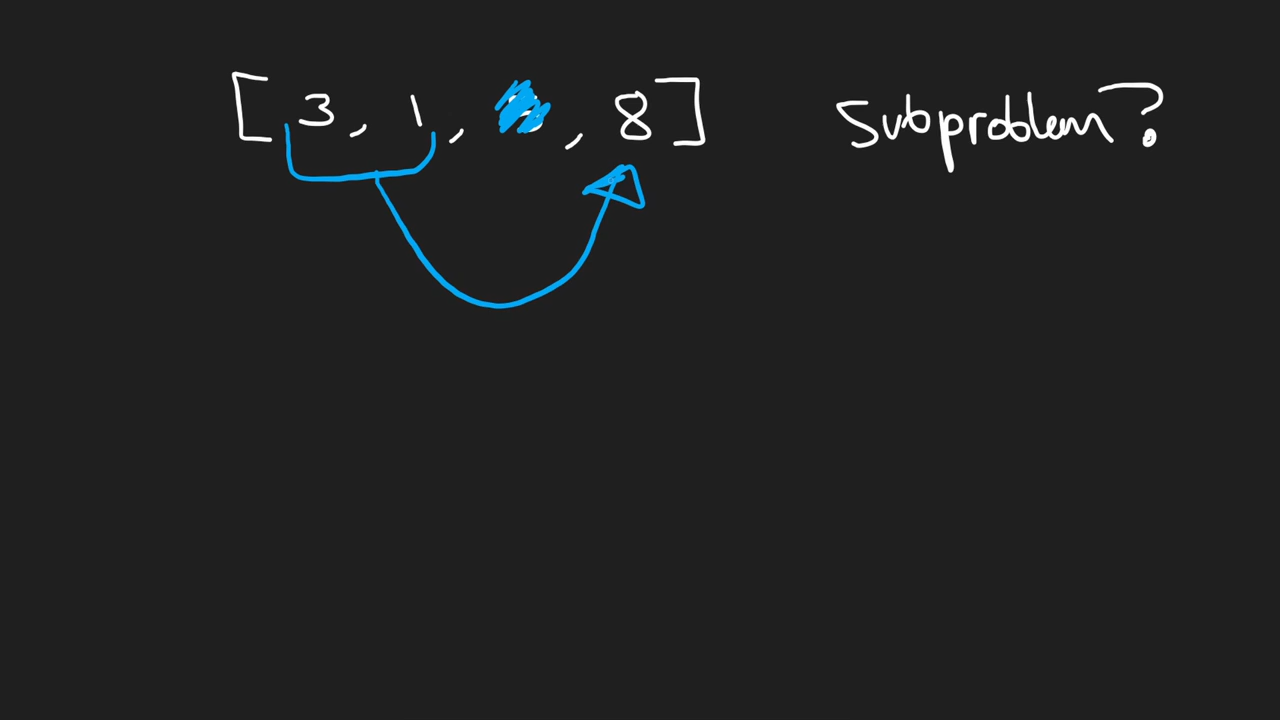 [ 3, 1, , 8] Subproblem?